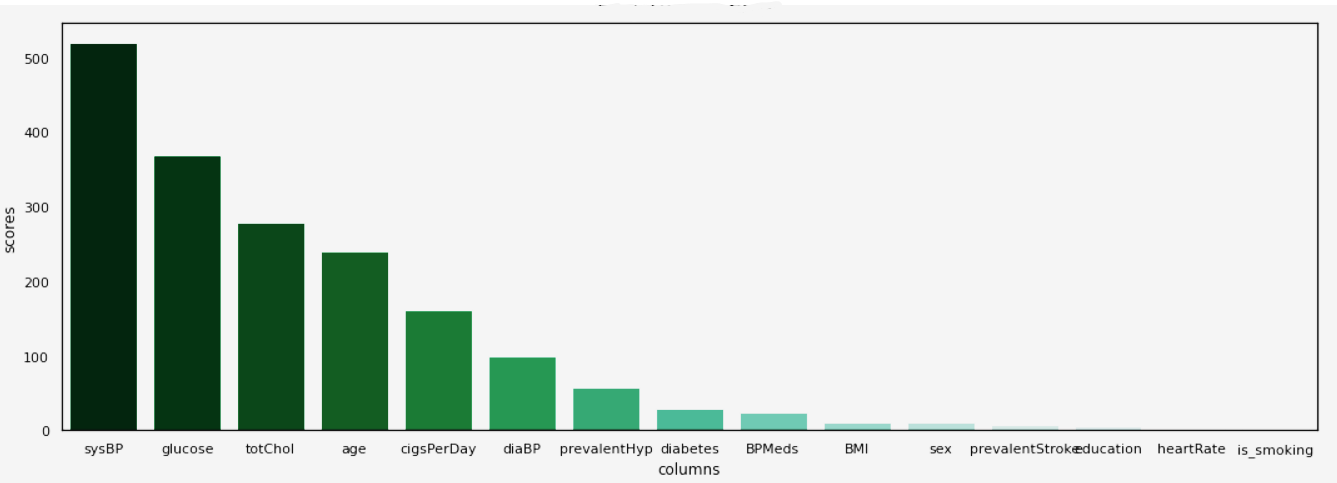 500
400
300
200
100
0
scores
sysBP glucose totChol age cigsPerDay diaBP prevalentHyp diabetes BPMeds BMI sex prevalentStroke education heartRate is_smoking
columns